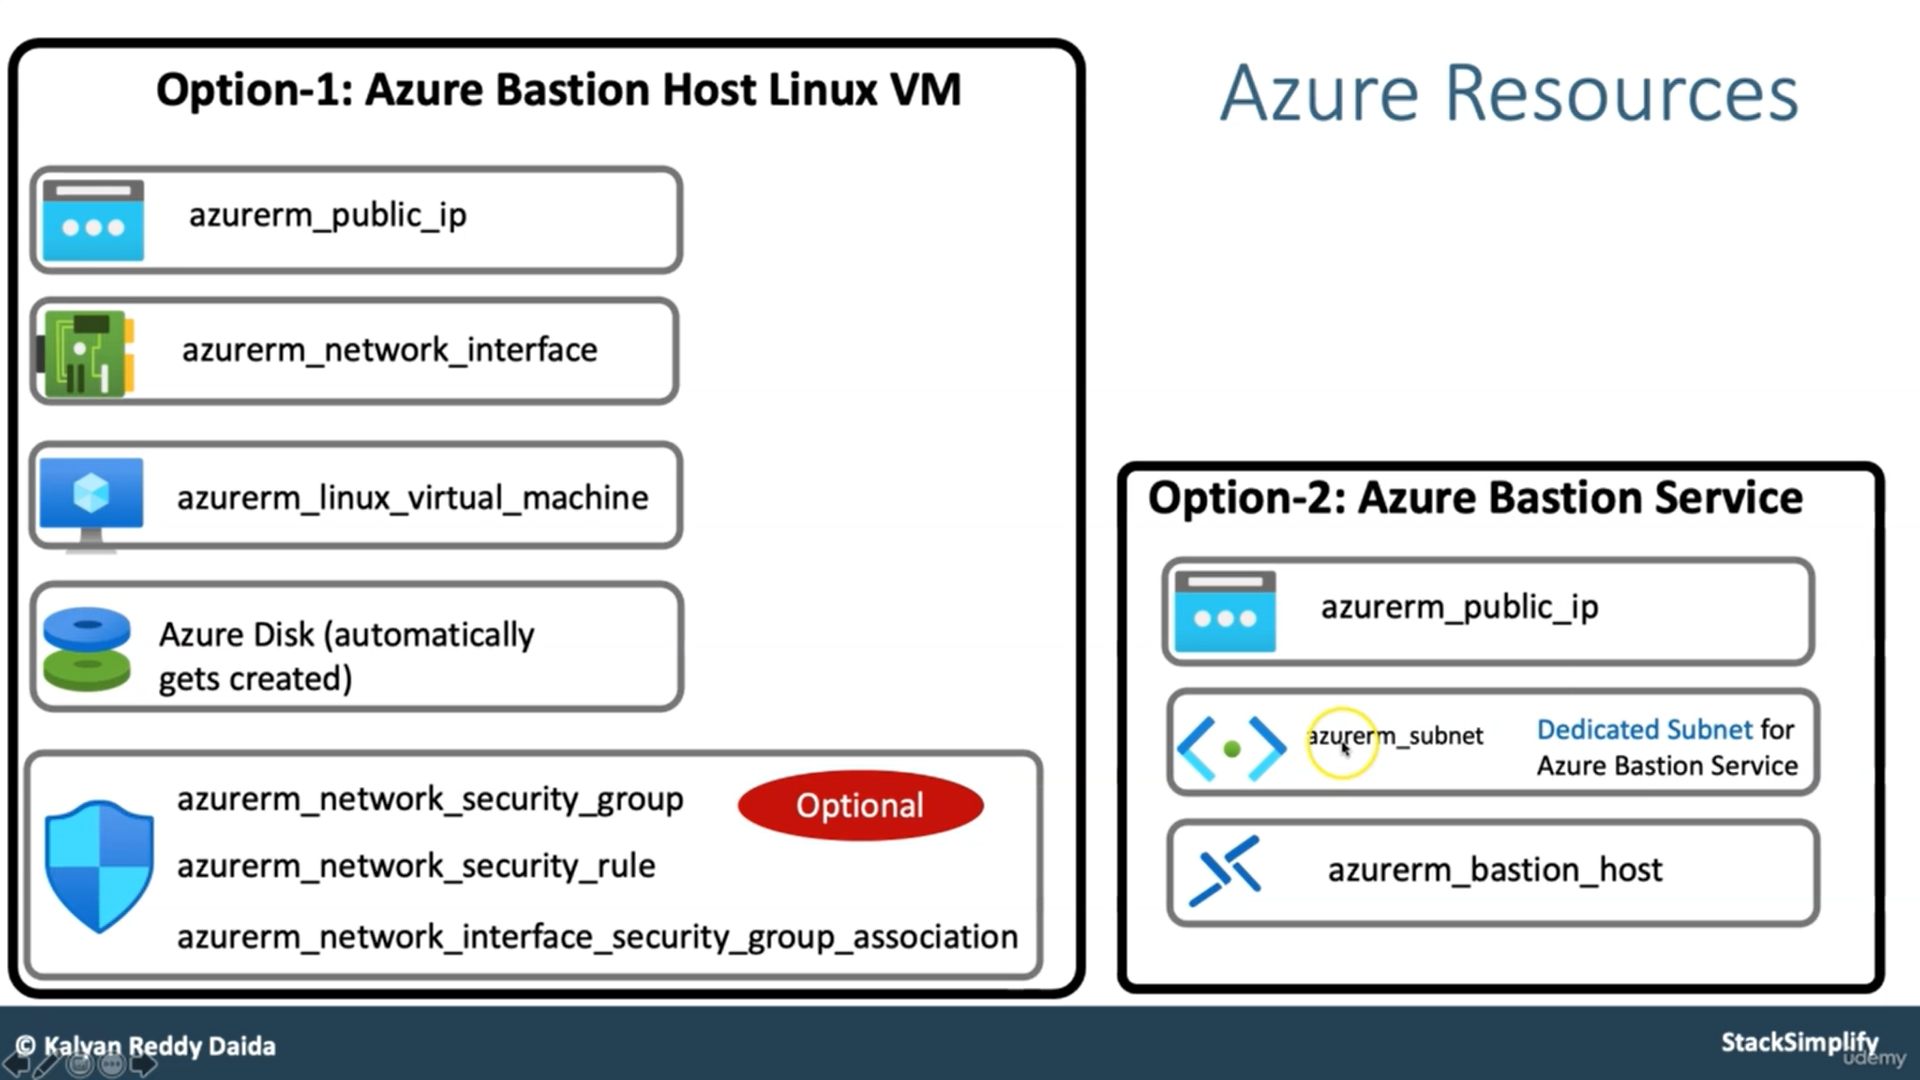 Option-1: Azure Bastion Host Linux VM
azurerm_public_ip
azurerm_network_interface
azurerm_linux_virtual_machine
Azure Disk (automatically
gets created)
azurerm_network_security_group
Optional
azurerm_network_security_rule
azurerm_network_interface_security_group_association
Azure Resources
Option-2: Azure Bastion Service
azurerm_public_ip
azurerm_subnet
Dedicated Subnet for
Azure Bastion Service
azurerm_bastion_host
© Kalyan Reddy Daida
StackSimplify
udemy